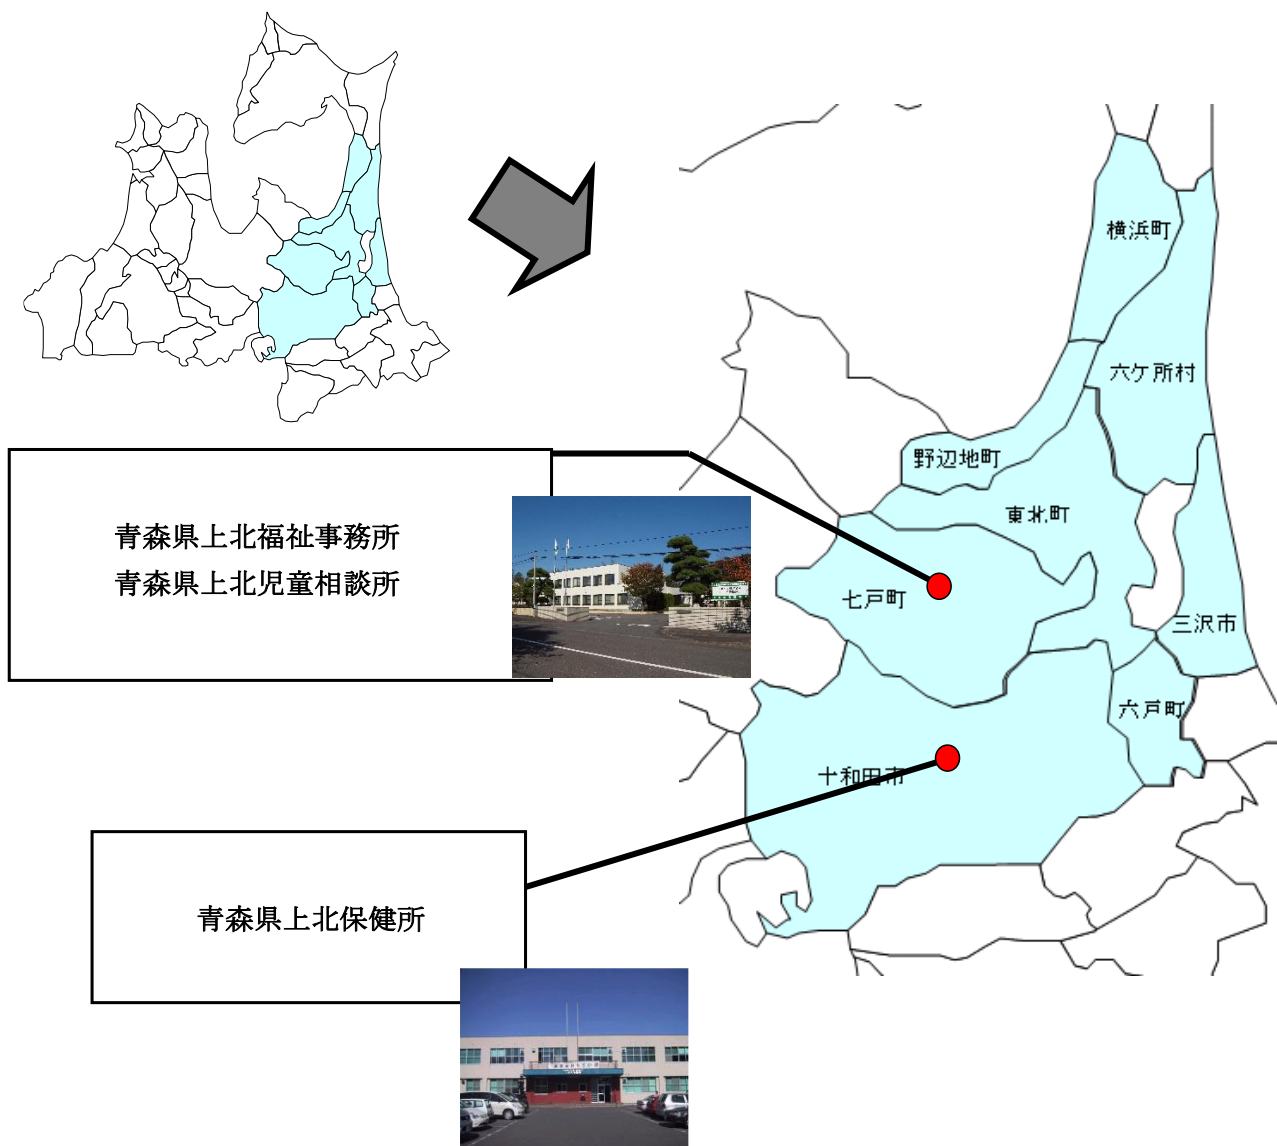 横浜町
六ケ所村
野辺地町
東北町
七戸町
三沢市
六戸町
十和田市
青森県上北福祉事務所
青森県上北児童相談所
青森県上北保健所